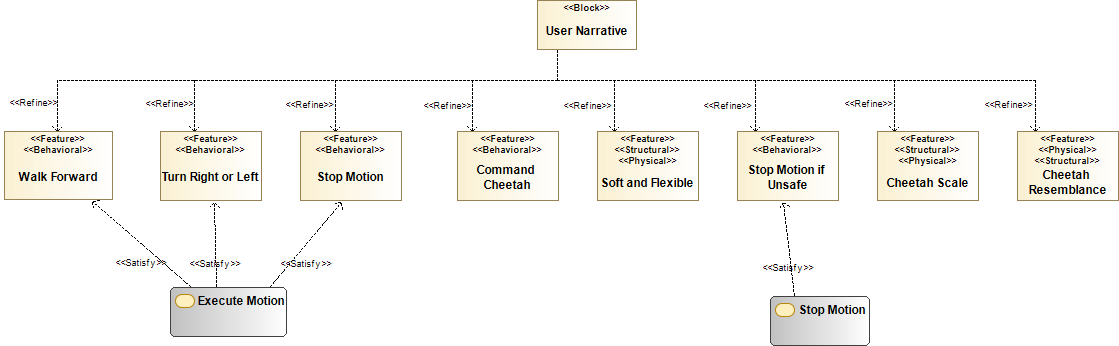 <<Block>>
User Narrative
<<Refine>>
<<Refine>>
<<Refine>>
<<Refine>>
<<Refine>>
<<Refine>>
<<Refine>>
<<Refine>>
<<Feature>>
<<Behavioral>>
Walk Forward
<<Feature>>
<<Behavioral>>
Turn Right or Left
<<Feature>>
<<Behavioral>>
Stop Motion
<<Feature>>
<<Behavioral>>
Command
Cheetah
<<Feature>>
<<Structural>>
<<Physical>>
Soft and Flexible
<<Feature>>
<<Behavioral>>
Stop Motion if
Unsafe
<<Feature>>
<<Structural>>
<<Physical>>
Cheetah Scale
<<Feature>>
<<Physical>>
<<Structural>>
Cheetah
Resemblance
<<Satisfy>>
<<Satisfy>>
<<Satisfy>>
<<Satisfy>>
Execute Motion
Stop Motion